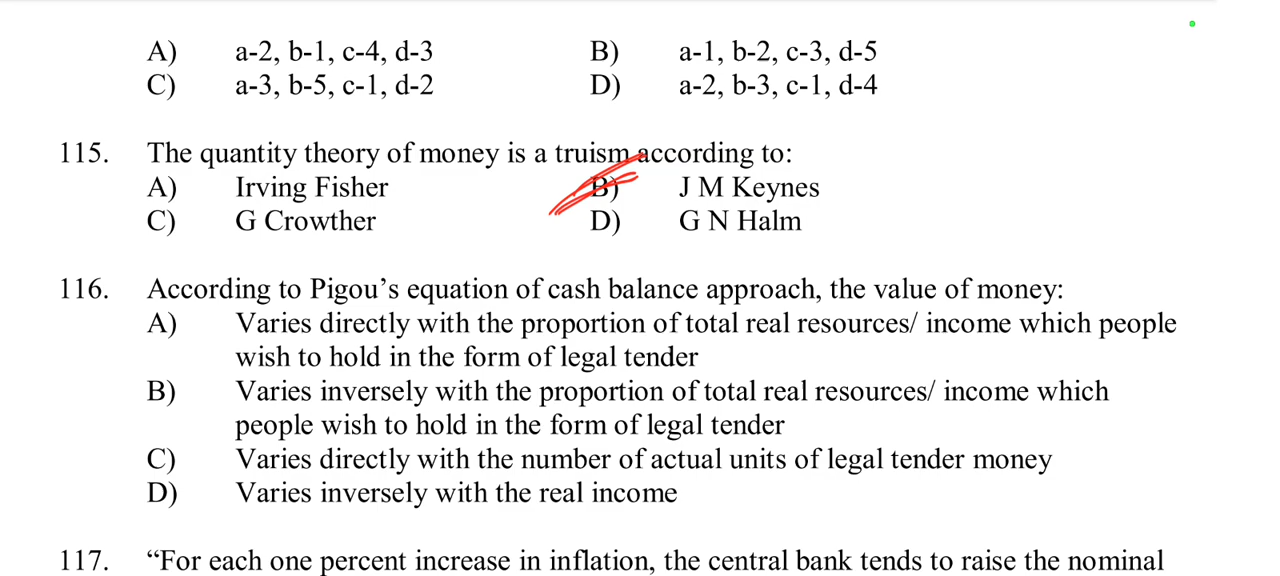 A) a-2, b-1, c-4, d-3 B) a-1, b-2, c-3, d-5
C) a-3, b-5, c-1, d-2 D) a-2, b-3, c-1, d-4
115. The quantity theory of money is a truism according to:
A) Irving Fisher B) J M Keynes
C) G Crowther D) G N Halm
116. According to Pigou’s equation of cash balance approach, the value of money:
A) Varies directly with the proportion of total real resources/ income which people
wish to hold in the form of legal tender
B) Varies inversely with the proportion of total real resources/ income which
people wish to hold in the form of legal tender
C) Varies directly with the number of actual units of legal tender money
D) Varies inversely with the real income
117. “For each one percent increase in inflation, the central bank tends to raise the nominal